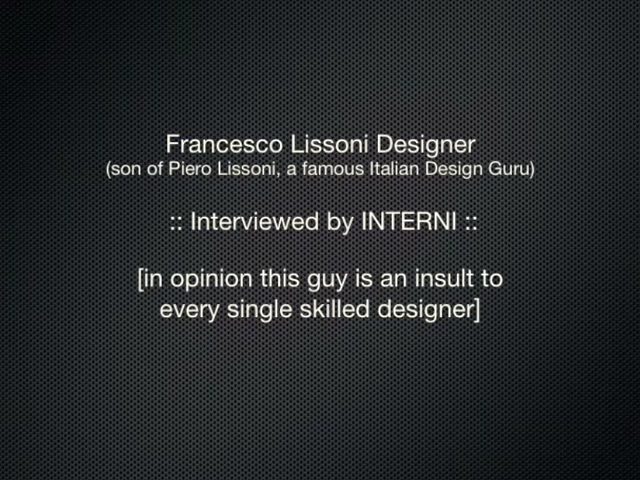 Francesco Lissoni Designer
(son of Piero Lissoni, a famous Italian Design Guru)
:: Interviewed by INTERNI ::
[in opinion this guy is an insult to
every single skilled designer]